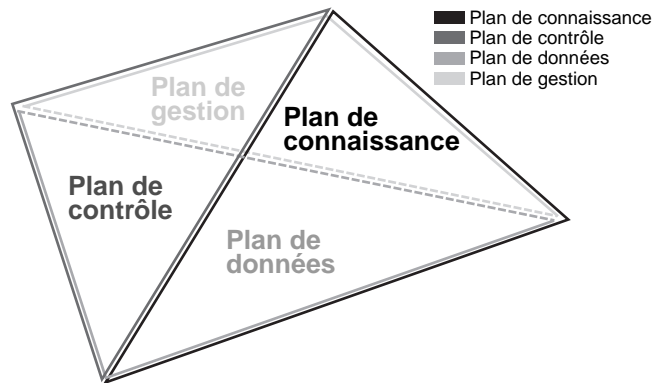 Plan de connaissance
Plan de contrôle
Plan de données
Plan de gestion
Plan de
gestion
Plan de
connaissance
Plan de
contrôle
Plan de
données